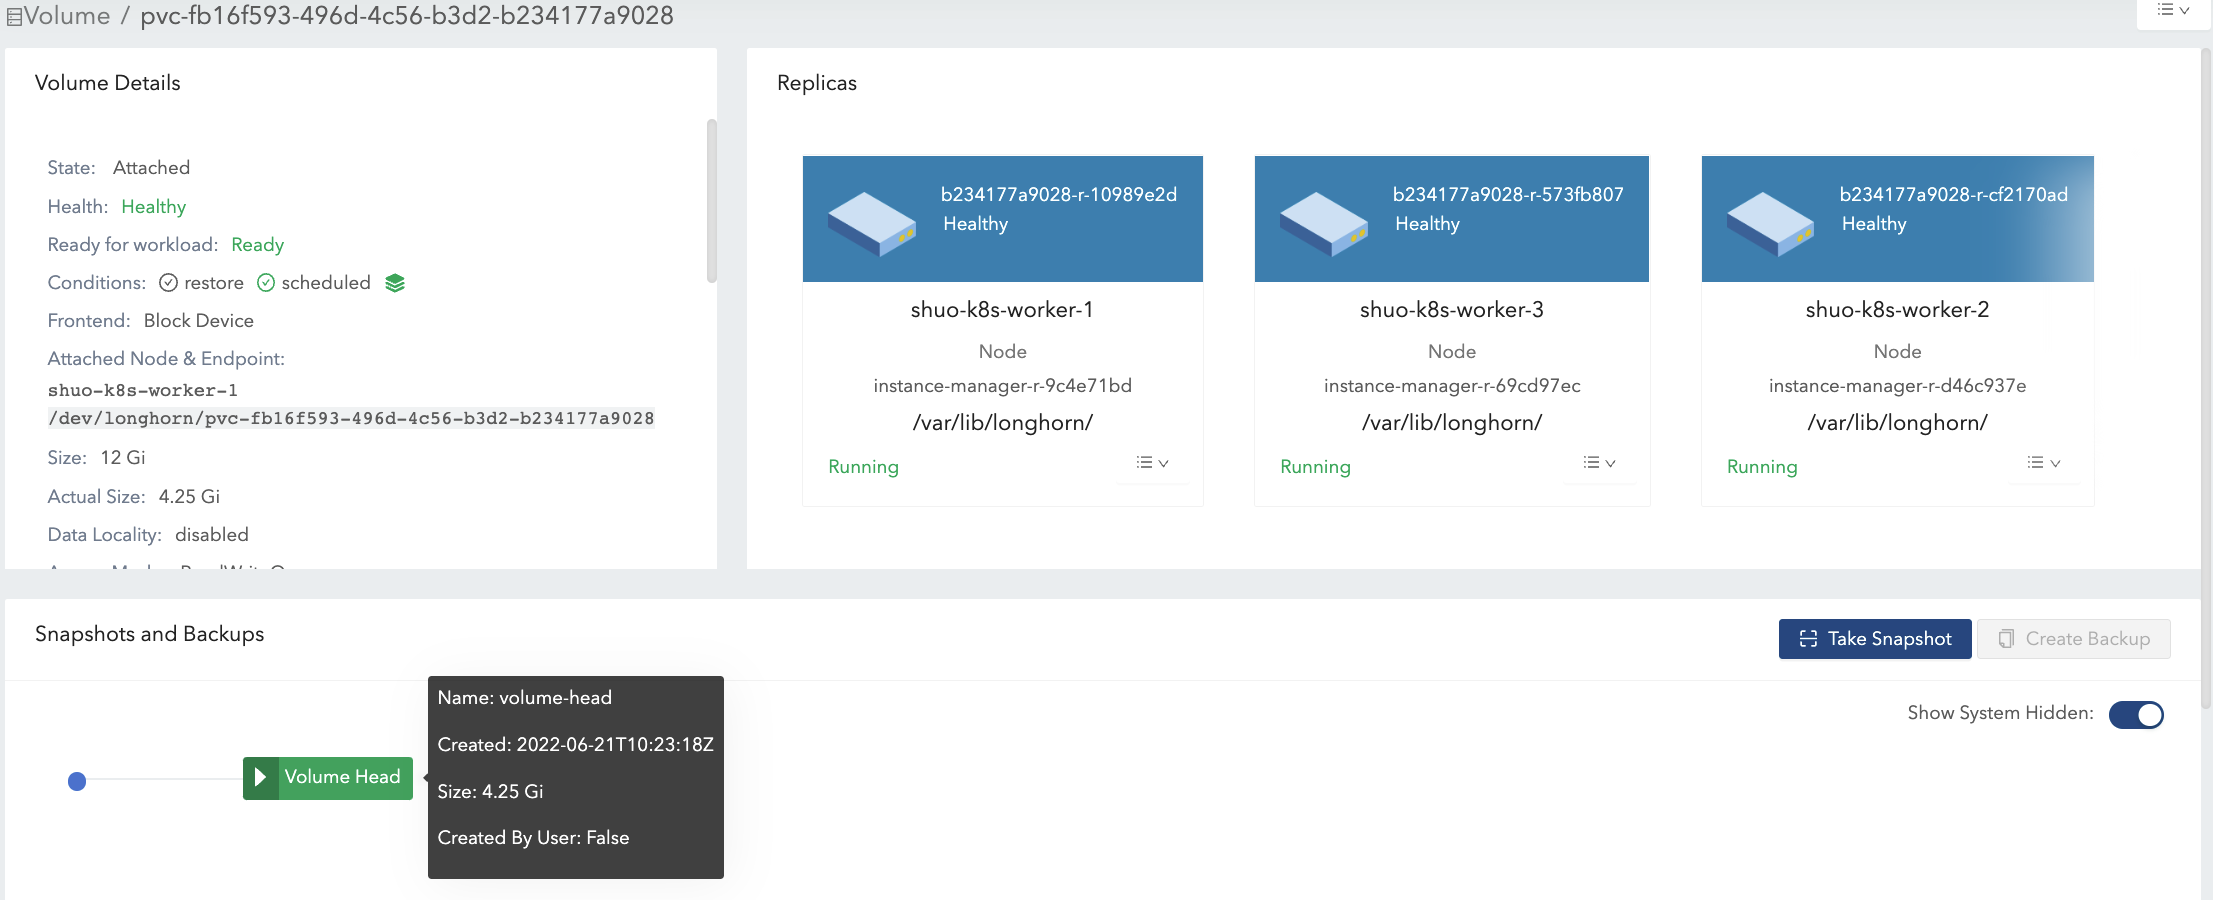 Volume / pvc-fb16f593-496d-4c56-b3d2-b234177a9028
Volume Details
State: Attached
Health: Healthy
Ready for workload: Ready
Conditions: restore scheduled
Frontend: Block Device
Attached Node & Endpoint:
shuo-k8s-worker-1
/dev/longhorn/pvc-fb16f593-496d-4c56-b3d2-b234177a9028
Size: 12 Gi
Actual Size: 4.25 Gi
Data Locality: disabled
Replicas
b234177a9028-r-10989e2d
Healthy
shuo-k8s-worker-1
Node
instance-manager-r-9c4e71bd
/var/lib/longhorn/
Running
b234177a9028-r-573fb807
Healthy
shuo-k8s-worker-3
Node
instance-manager-r-69cd97ec
/var/lib/longhorn/
Running
b234177a9028-r-cf2170ad
Healthy
shuo-k8s-worker-2
Node
instance-manager-r-d46c937e
/var/lib/longhorn/
Running
Snapshots and Backups
Take Snapshot
Create Backup
Show System Hidden:
Volume Head
Name: volume-head
Created: 2022-06-21T10:23:18Z
Size: 4.25 Gi
Created By User: False